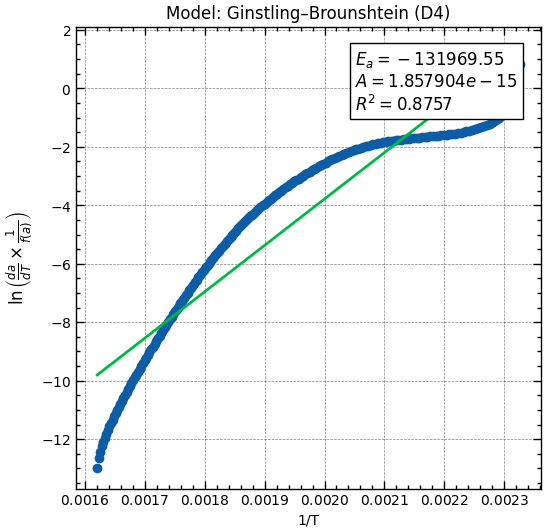 Model: Ginstling–Brounshtein (D4)
E_a = −131969.55
A = 1.857904e − 15
R² = 0.8757
2
0
−2
−4
−6
−8
−10
−12
ln(da/dT × 1/f(a))
0.0016 0.0017 0.0018 0.0019 0.0020 0.0021 0.0022 0.0023
1/T